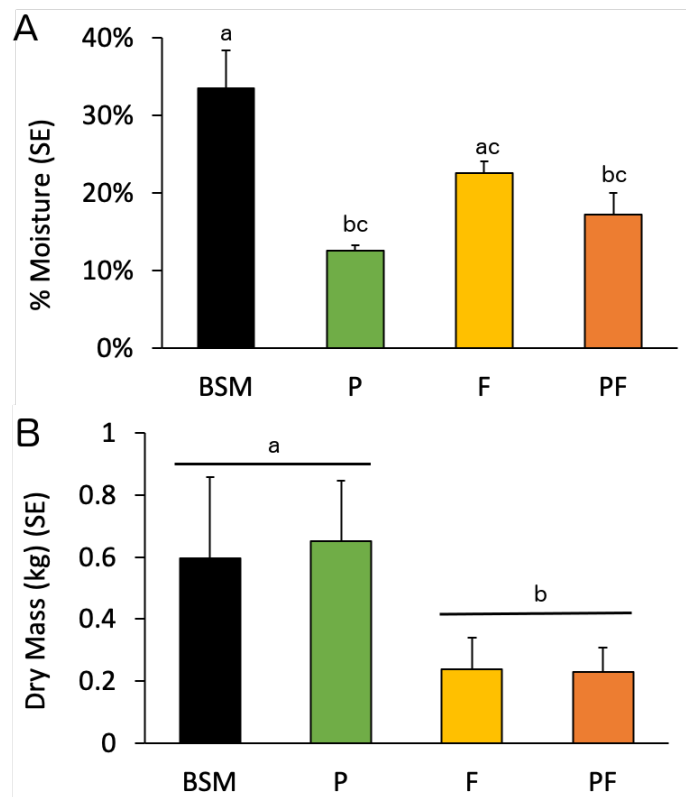 A
% Moisture (SE)
40%
30%
20%
10%
0%
a
bc
ac
bc
BSM P F PF
B
Dry Mass (kg) (SE)
1
0.8
0.6
0.4
0.2
0
a
b
BSM P F PF